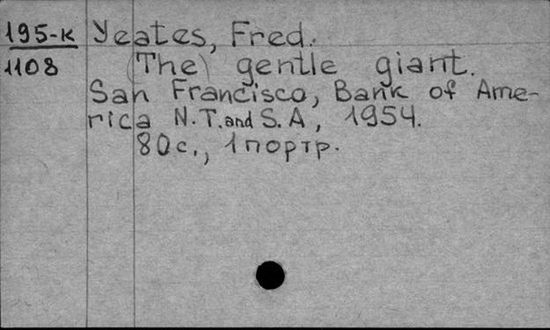 195-к Yeates, Fred.
1108 (The) gentle giant.
San Francisco, Bank of Ame-
rica N.T. and S.A, 1954.
80с., 1 портр.